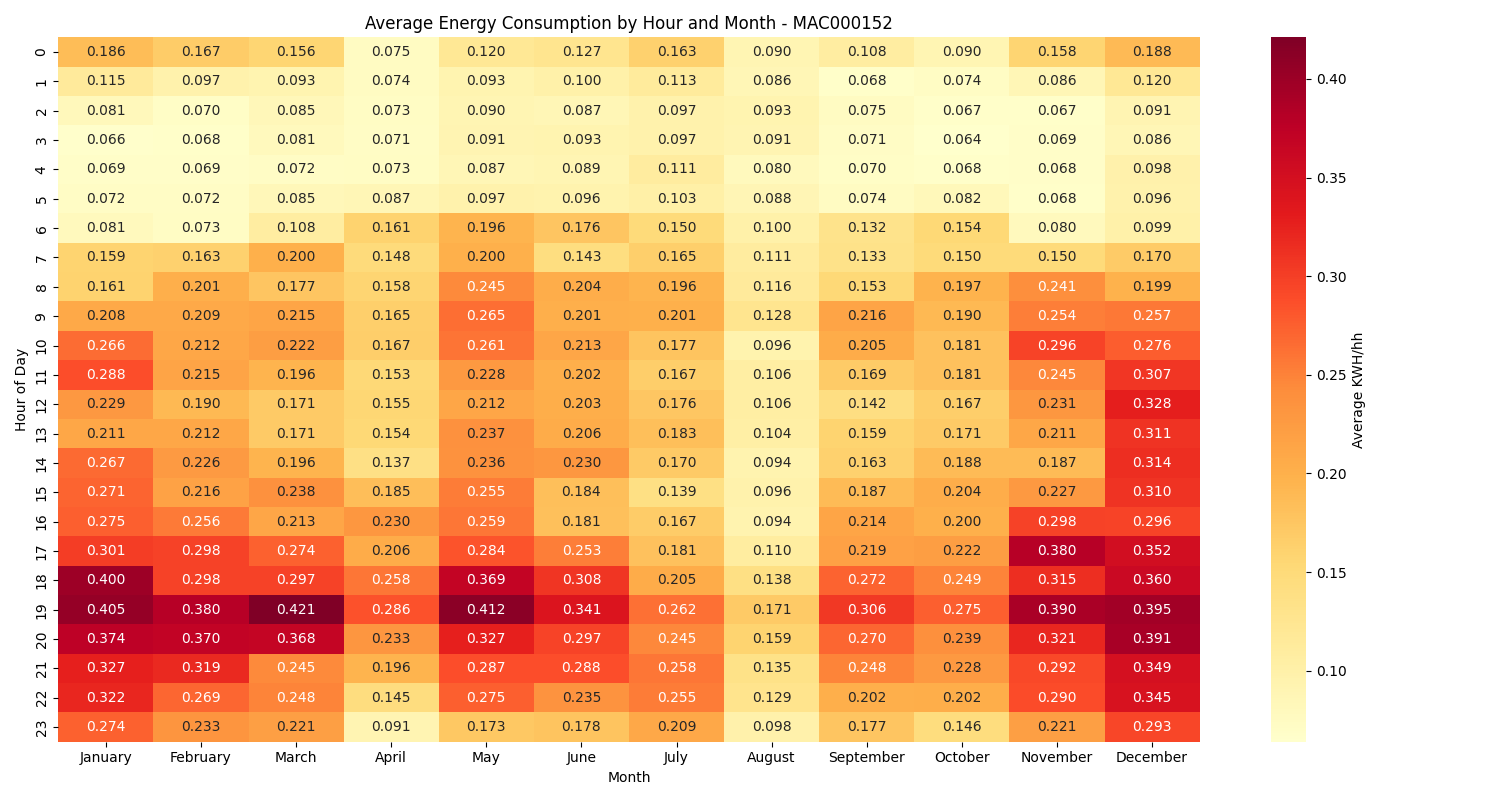 Average Energy Consumption by Hour and Month - MAC000152
0 0.186 0.167 0.156 0.075 0.120 0.127 0.163 0.090 0.108 0.090 0.158 0.188
1 0.115 0.097 0.093 0.074 0.093 0.100 0.113 0.086 0.068 0.074 0.086 0.120
2 0.081 0.070 0.085 0.073 0.090 0.087 0.097 0.093 0.075 0.067 0.067 0.091
3 0.066 0.068 0.081 0.071 0.091 0.093 0.097 0.091 0.071 0.064 0.069 0.086
4 0.069 0.069 0.072 0.073 0.087 0.089 0.111 0.080 0.070 0.068 0.068 0.098
5 0.072 0.072 0.085 0.087 0.097 0.096 0.103 0.088 0.074 0.082 0.068 0.096
6 0.081 0.073 0.108 0.161 0.196 0.176 0.150 0.100 0.132 0.154 0.080 0.099
7 0.159 0.163 0.200 0.148 0.200 0.143 0.165 0.111 0.133 0.150 0.150 0.170
8 0.161 0.201 0.177 0.158 0.245 0.204 0.196 0.116 0.153 0.197 0.241 0.199
9 0.208 0.209 0.215 0.165 0.265 0.201 0.201 0.128 0.216 0.190 0.254 0.257
10 0.266 0.212 0.222 0.167 0.261 0.213 0.177 0.096 0.205 0.181 0.296 0.276
11 0.288 0.215 0.196 0.153 0.228 0.202 0.167 0.106 0.169 0.181 0.245 0.307
12 0.229 0.190 0.171 0.155 0.212 0.203 0.176 0.106 0.142 0.167 0.231 0.328
13 0.211 0.212 0.171 0.154 0.237 0.206 0.183 0.104 0.159 0.171 0.211 0.311
14 0.267 0.226 0.196 0.137 0.236 0.230 0.170 0.094 0.163 0.188 0.187 0.314
15 0.271 0.216 0.238 0.185 0.255 0.184 0.139 0.096 0.187 0.204 0.227 0.310
16 0.275 0.256 0.213 0.230 0.259 0.181 0.167 0.094 0.214 0.200 0.298 0.296
17 0.301 0.298 0.274 0.206 0.284 0.253 0.181 0.110 0.219 0.222 0.380 0.352
18 0.400 0.298 0.297 0.258 0.369 0.308 0.205 0.138 0.272 0.249 0.315 0.360
19 0.405 0.380 0.421 0.286 0.412 0.341 0.262 0.171 0.306 0.275 0.390 0.395
20 0.374 0.370 0.368 0.233 0.327 0.297 0.245 0.159 0.270 0.239 0.321 0.391
21 0.327 0.319 0.245 0.196 0.287 0.288 0.258 0.135 0.248 0.228 0.292 0.349
22 0.322 0.269 0.248 0.145 0.275 0.235 0.255 0.129 0.202 0.202 0.290 0.345
23 0.274 0.233 0.221 0.091 0.173 0.178 0.209 0.098 0.177 0.146 0.221 0.293
January February March April May June July August September October November December
Month
Hour of Day
0.40
0.35
0.30
0.25
0.20
0.15
0.10
Average KWH/hh